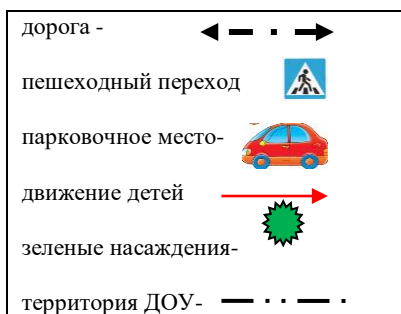 дорога -
пешеходный переход
парковочное место-
движение детей
зеленые насаждения-
территория ДОУ-